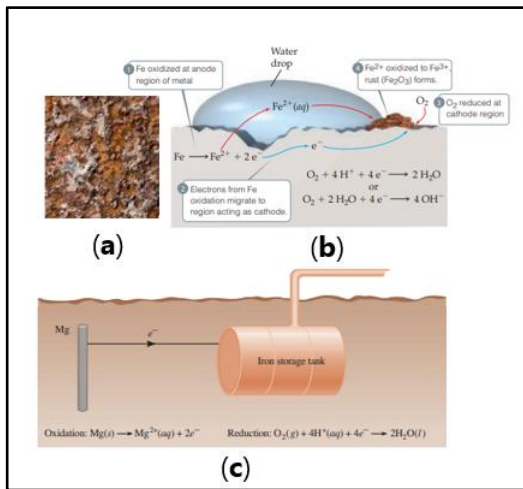 Water
drop
1 Fe oxidized at anode
region of metal
4 Fe²⁺ oxidized to Fe³⁺,
rust (Fe₂O₃) forms.
Fe²⁺(aq)
O₂
3 O₂ reduced at
cathode region
Fe ⟶ Fe²⁺ + 2 e⁻
e⁻
2 Electrons from Fe
oxidation migrate to
region acting as cathode.
O₂ + 4 H⁺ + 4 e⁻ ⟶ 2 H₂O
or
O₂ + 2 H₂O + 4 e⁻ ⟶ 4 OH⁻
(a)
(b)
Mg
e⁻
Iron storage tank
Oxidation: Mg(s) ⟶ Mg²⁺(aq) + 2e⁻
Reduction: O₂(g) + 4H⁺(aq) + 4e⁻ ⟶ 2H₂O(l)
(c)